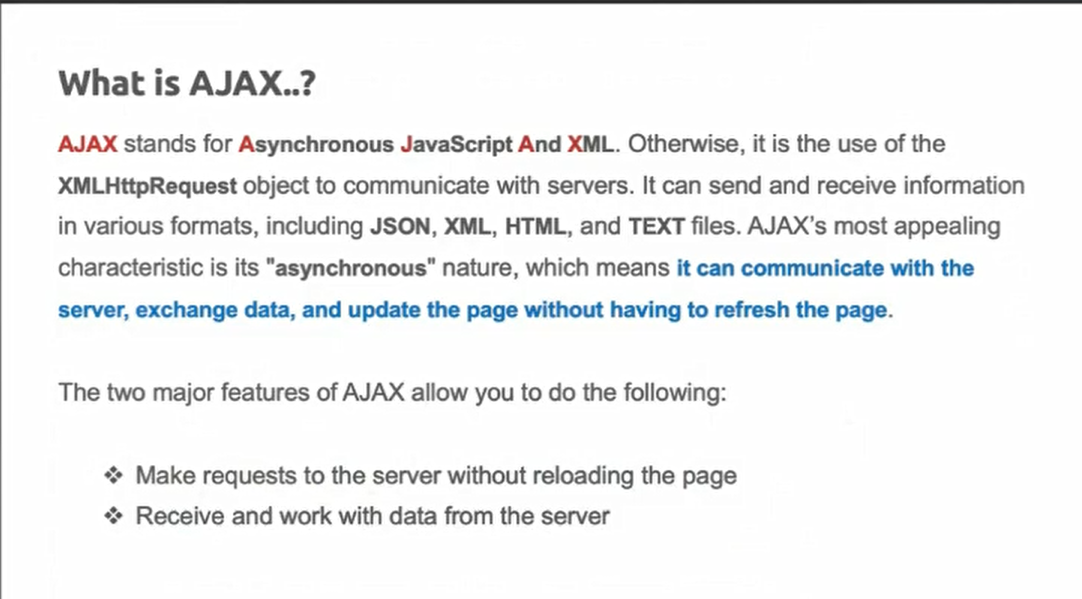 What is AJAX..?
AJAX stands for Asynchronous JavaScript And XML. Otherwise, it is the use of the
XMLHttpRequest object to communicate with servers. It can send and receive information
in various formats, including JSON, XML, HTML, and TEXT files. AJAX's most appealing
characteristic is its "asynchronous" nature, which means it can communicate with the
server, exchange data, and update the page without having to refresh the page.
The two major features of AJAX allow you to do the following:
❖ Make requests to the server without reloading the page
❖ Receive and work with data from the server